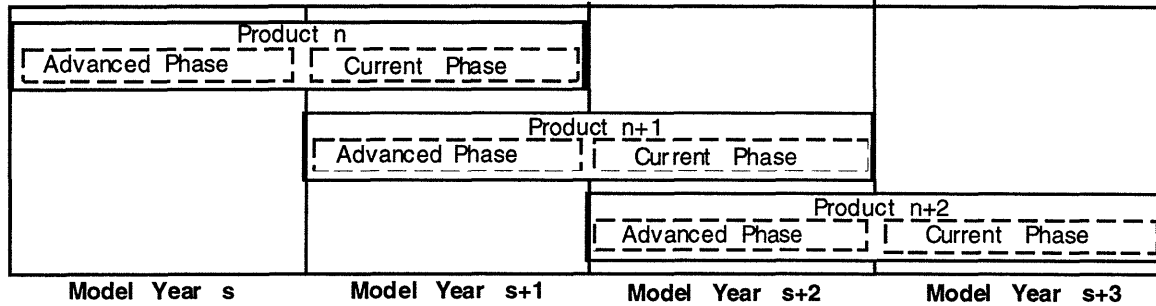 Product n
Advanced Phase Current Phase
Product n+1
Advanced Phase Current Phase
Product n+2
Advanced Phase Current Phase
Model Year s Model Year s+1 Model Year s+2 Model Year s+3